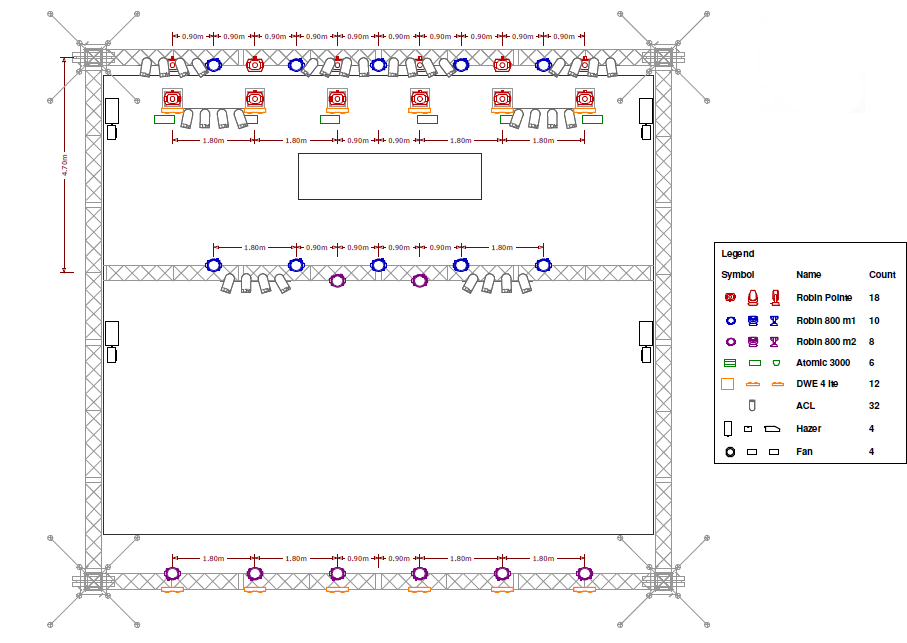 0.90m 0.90m 0.90m 0.90m 0.90m 0.90m 0.90m 0.90m 0.90m 0.90m
1.80m 1.80m 0.90m 0.90m 1.80m 1.80m
4.70m
1.80m 0.90m 0.90m 0.90m 0.90m 1.80m
Legend
Symbol Name Count
Robin Pointe 18
Robin 800 m1 10
Robin 800 m2 8
Atomic 3000 6
DWE 4 lite 12
ACL 32
Hazer 4
Fan 4
1.80m 1.80m 0.90m 0.90m 1.80m 1.80m